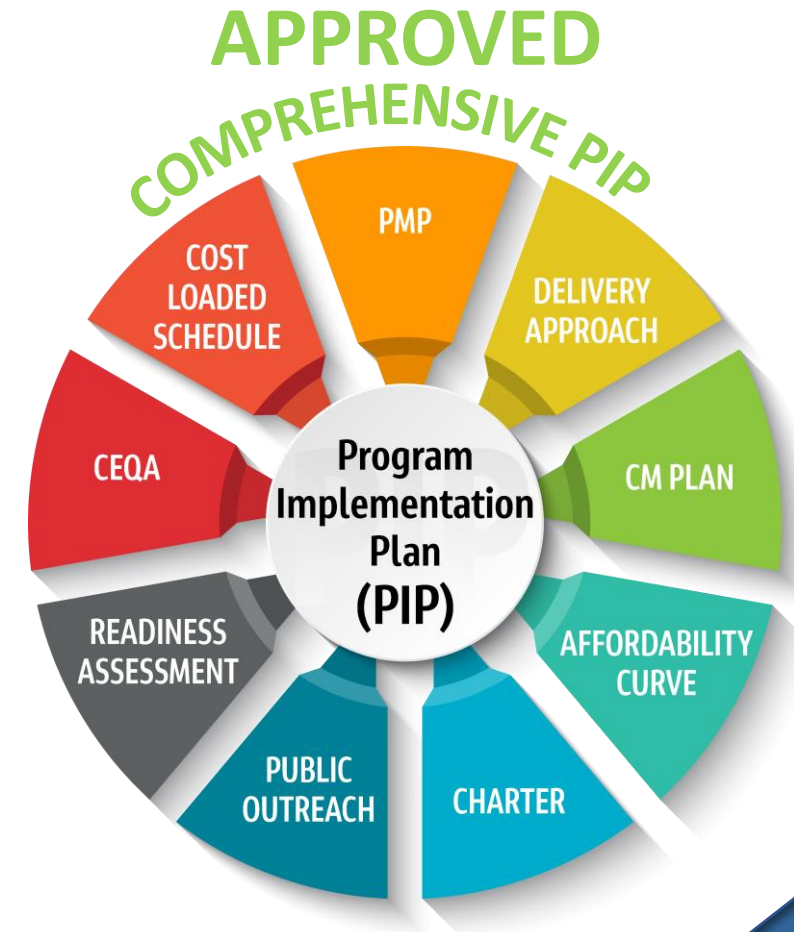 APPROVED
COMPREHENSIVE PIP
PMP
DELIVERY
APPROACH
CM PLAN
AFFORDABILITY
CURVE
CHARTER
PUBLIC
OUTREACH
READINESS
ASSESSMENT
CEQA
COST
LOADED
SCHEDULE
Program
Implementation
Plan
(PIP)
PIP